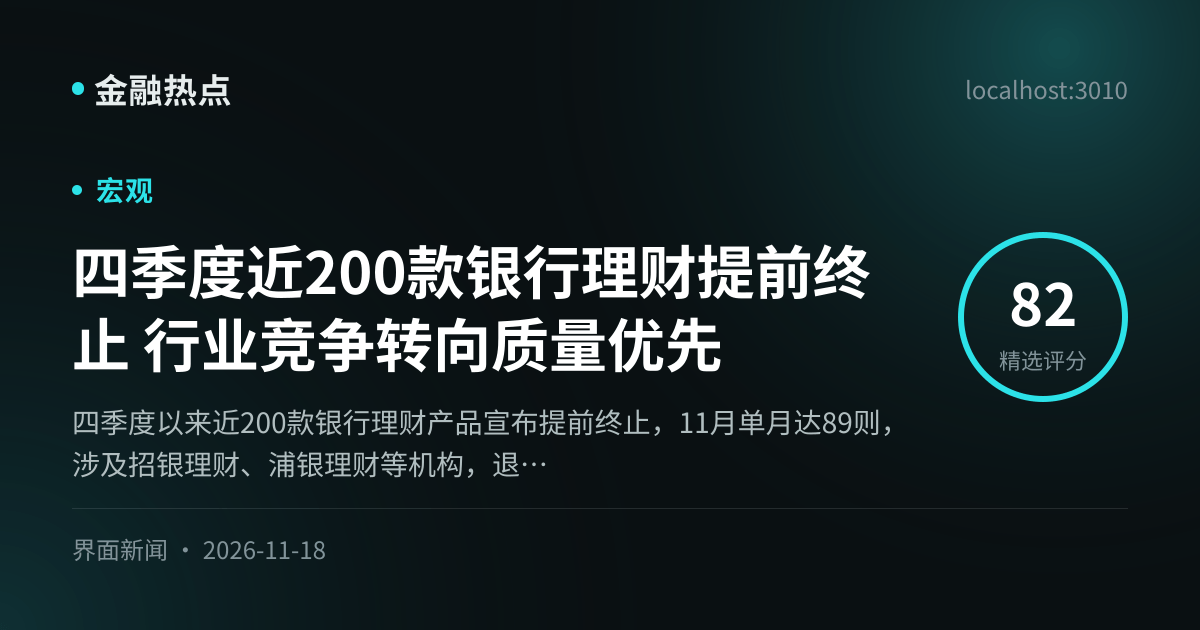 金融热点
localhost:3010
宏观
四季度近200款银行理财提前终
止 行业竞争转向质量优先
82
精选评分
四季度以来近200款银行理财产品宣布提前终止，11月单月达89则，
涉及招银理财、浦银理财等机构，退…
界面新闻 • 2026-11-18